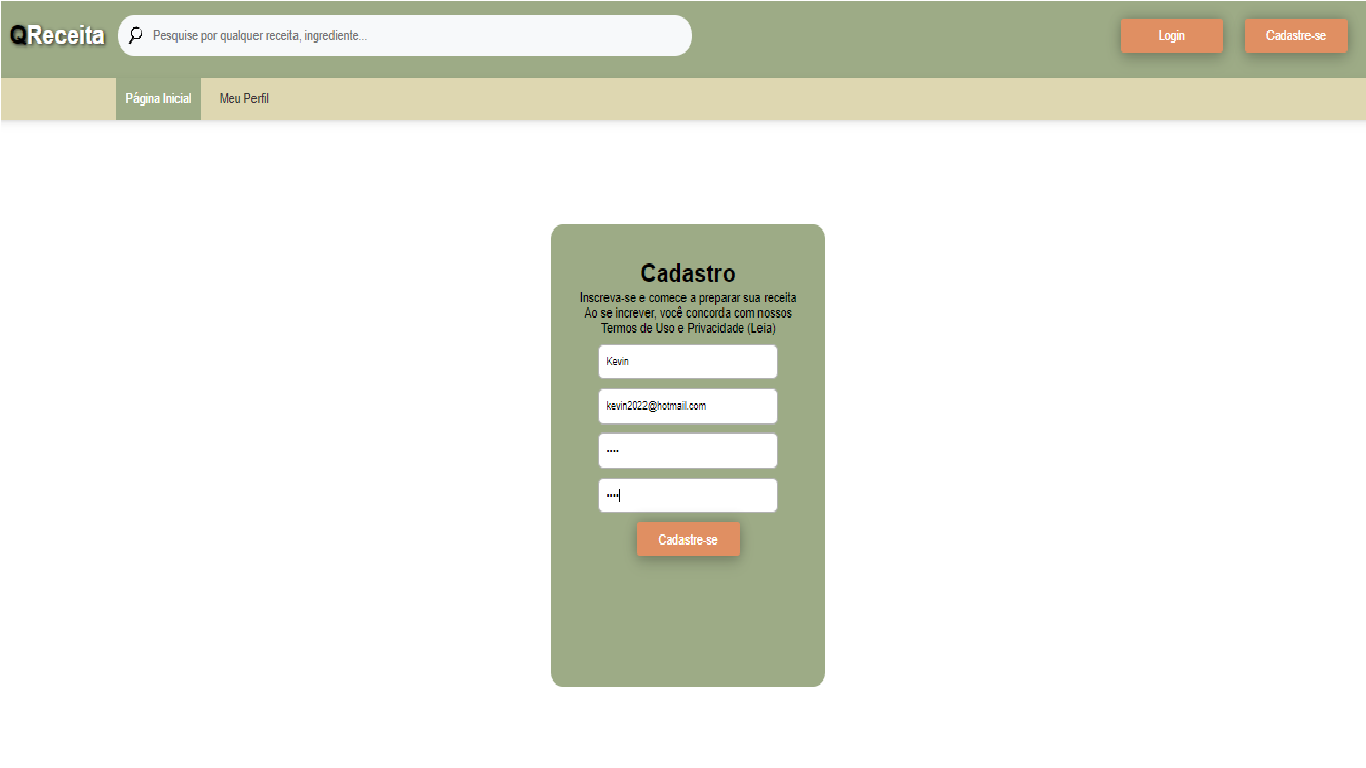 QReceita
Pesquise por qualquer receita, ingrediente...
Login
Cadastre-se
Página Inicial
Meu Perfil
Cadastro
Inscreva-se e comece a preparar sua receita
Ao se increver, você concorda com nossos
Termos de Uso e Privacidade (Leia)
Kevin
kevin2022@hotmail.com
••••
••••
Cadastre-se